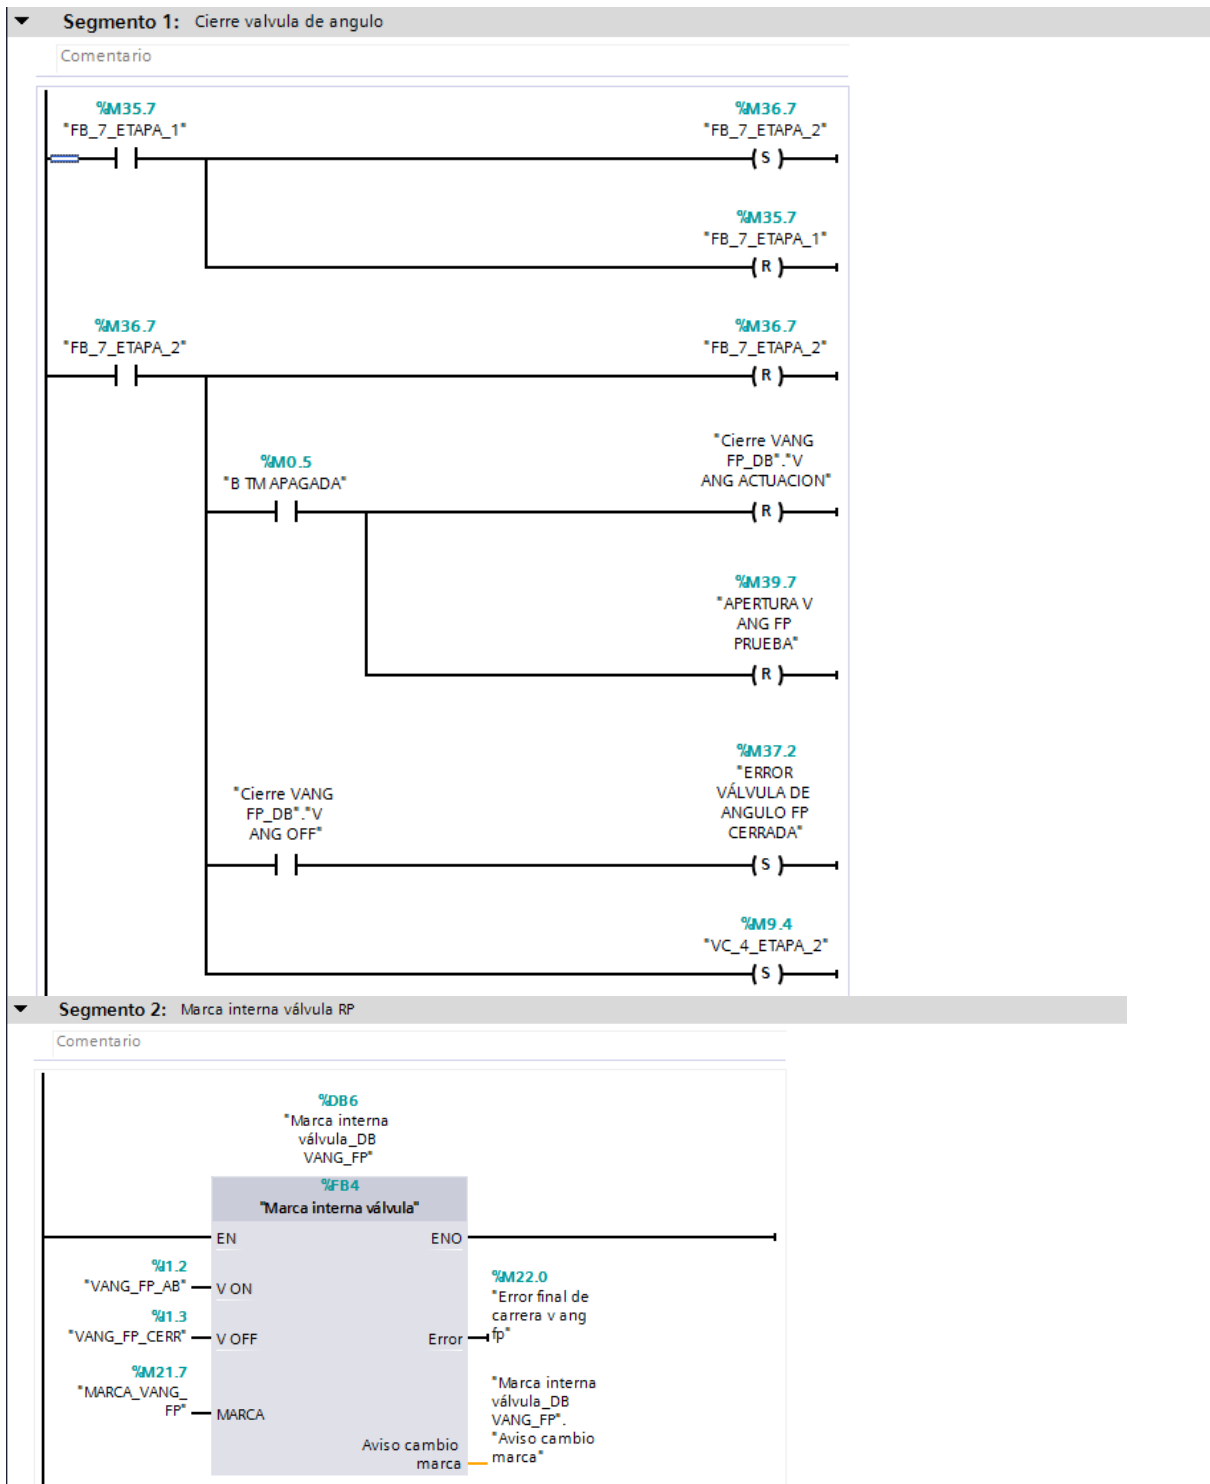 Segmento 1: Cierre valvula de angulo
Comentario
%M35.7
"FB_7_ETAPA_1"
%M36.7
"FB_7_ETAPA_2"
S
%M35.7
"FB_7_ETAPA_1"
R
%M36.7
"FB_7_ETAPA_2"
%M36.7
"FB_7_ETAPA_2"
R
%M0.5
"B TM APAGADA"
"Cierre VANG
FP_DB"."V
ANG ACTUACION"
R
%M39.7
"APERTURA V
ANG FP
PRUEBA"
R
"Cierre VANG
FP_DB"."V
ANG OFF"
%M37.2
"ERROR
VÁLVULA DE
ANGULO FP
CERRADA"
S
%M9.4
"VC_4_ETAPA_2"
S
Segmento 2: Marca interna válvula RP
Comentario
%DB6
"Marca interna
válvula_DB
VANG_FP"
%FB4
"Marca interna válvula"
EN ENO
%I1.2
"VANG_FP_AB" V ON
%I1.3
"VANG_FP_CERR" V OFF
%M22.0
"Error final de
carrera v ang
fp"
Error
%M21.7
"MARCA_VANG_
FP" MARCA
"Marca interna
válvula_DB
VANG_FP".
"Aviso cambio
marca"
Aviso cambio
marca